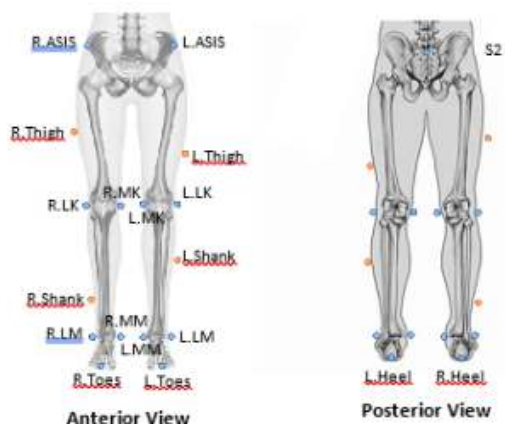 R.ASIS L.ASIS
S2
R.Thigh
L.Thigh
R.MK L.LK
R.LK
L.MK
L.Shank
R.Shank
R.MM
R.LM L.LM
L.MM
R.Toes L.Toes
L.Heel R.Heel
Anterior View
Posterior View